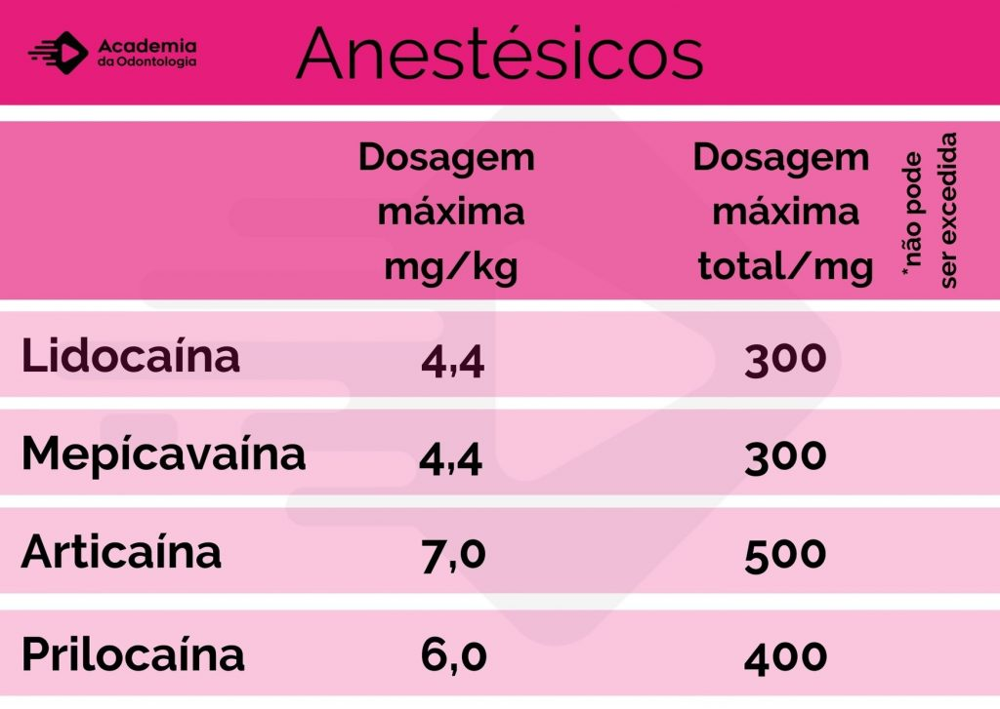 Academia
da Odontologia
Anestésicos
Dosagem
máxima
mg/kg
Dosagem
máxima
total/mg
*não pode
ser excedida
Lidocaína 4,4 300
Mepícavaína 4,4 300
Articaína 7,0 500
Prilocaína 6,0 400